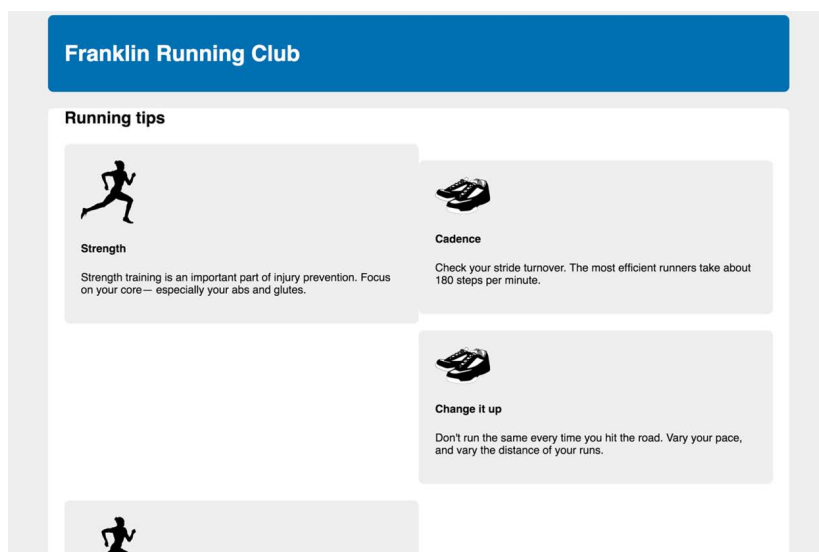 Franklin Running Club
Running tips
Strength
Strength training is an important part of injury prevention. Focus
on your core— especially your abs and glutes.
Cadence
Check your stride turnover. The most efficient runners take about
180 steps per minute.
Change it up
Don't run the same every time you hit the road. Vary your pace,
and vary the distance of your runs.